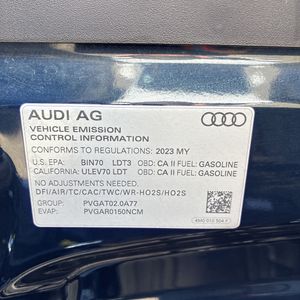 AUDI AG
VEHICLE EMISSION
CONTROL INFORMATION
CONFORMS TO REGULATIONS: 2023 MY
U.S. EPA: BIN70 LDT3 OBD: CA II FUEL: GASOLINE
CALIFORNIA: ULEV70 LDT OBD: CA II FUEL: GASOLINE
NO ADJUSTMENTS NEEDED.
DFI/AIR/TC/CAC/TWC/WR-HO2S/HO2S
GROUP: PVGAT02.0A77
EVAP: PVGAR0150NCM